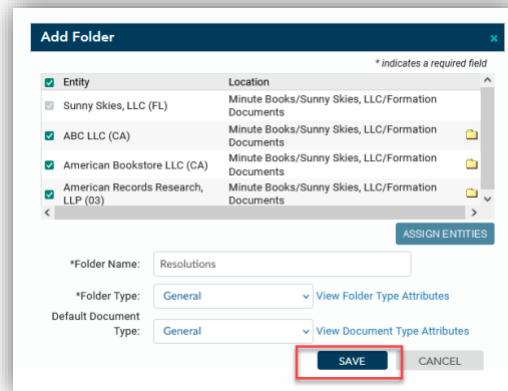 Add Folder
* indicates a required field
Entity Location
Sunny Skies, LLC (FL) Minute Books/Sunny Skies, LLC/Formation
Documents
ABC LLC (CA) Minute Books/Sunny Skies, LLC/Formation
Documents
American Bookstore LLC (CA) Minute Books/Sunny Skies, LLC/Formation
Documents
American Records Research, Minute Books/Sunny Skies, LLC/Formation
LLP (03) Documents
ASSIGN ENTITIES
*Folder Name: Resolutions
*Folder Type: General View Folder Type Attributes
Default Document
Type: General View Document Type Attributes
SAVE CANCEL